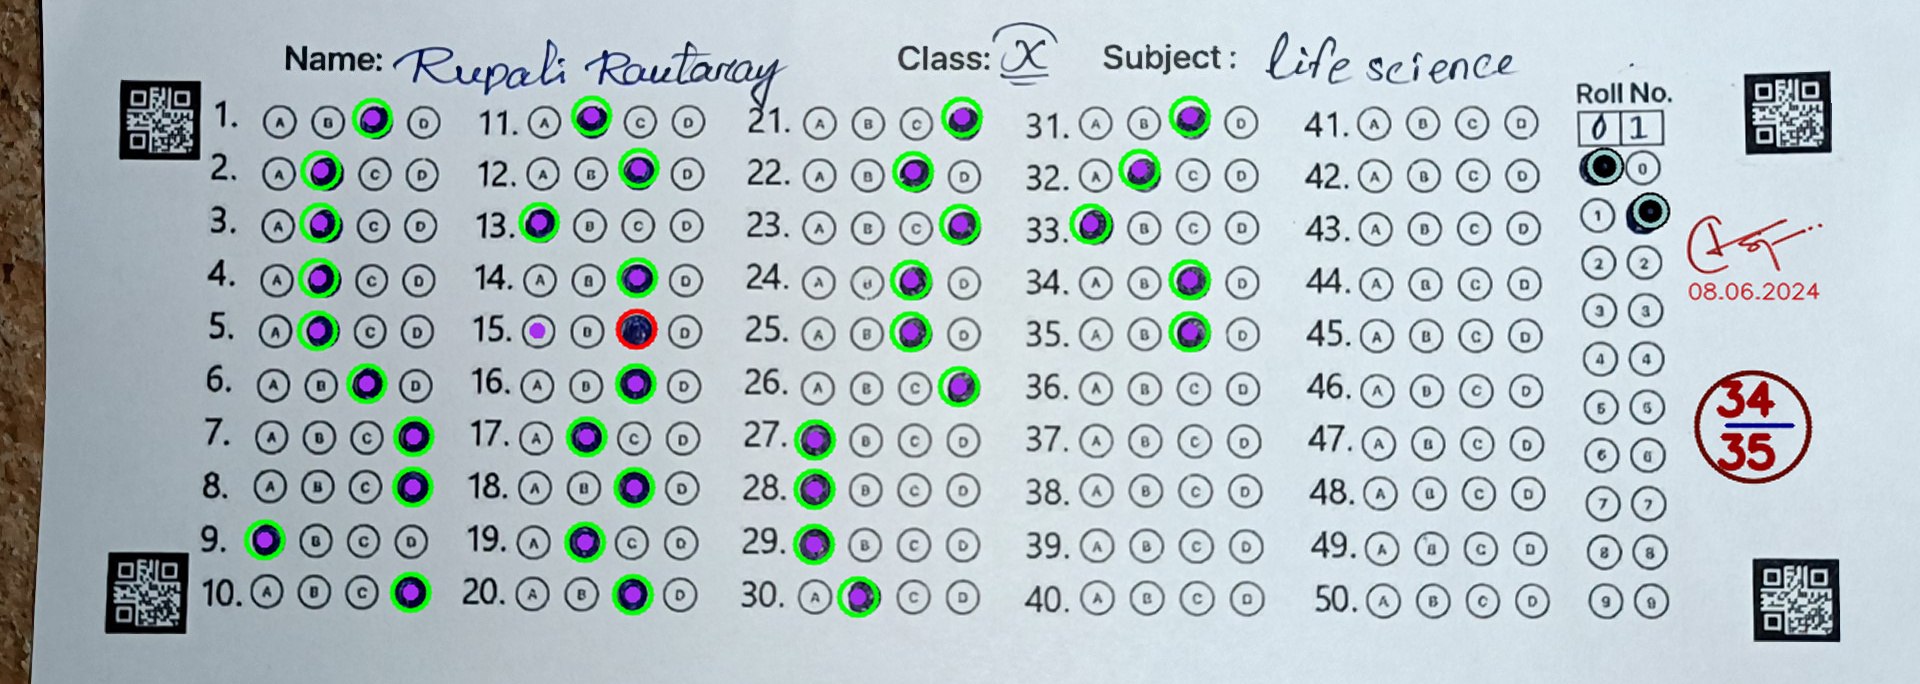 Name: Rupali Rautaray Class: X Subject: life science
Roll No.
0 1
1. A B D 11. A C D 21. A B C 31. A B D 41. A B C D
2. A C D 12. A B D 22. A B D 32. A C D 42. A B C D
3. A C D 13. B C D 23. A B C 33. B C D 43. A B C D
4. A C D 14. A B D 24. A B D 34. A B D 44. A B C D
5. A C D 15. B D 25. A B D 35. A B D 45. A B C D
6. A B D 16. A B D 26. A B C 36. A B C D 46. A B C D
7. A B C 17. A C D 27. B C D 37. A B C D 47. A B C D
8. A B C 18. A B D 28. B C D 38. A B C D 48. A B C D
9. B C D 19. A C D 29. B C D 39. A B C D 49. A B C D
10. A B C 20. A B D 30. A C D 40. A B C D 50. A B C D
0
1
2 2
3 3
4 4
5 5
6 6
7 7
8 8
9 9
08.06.2024
34
35